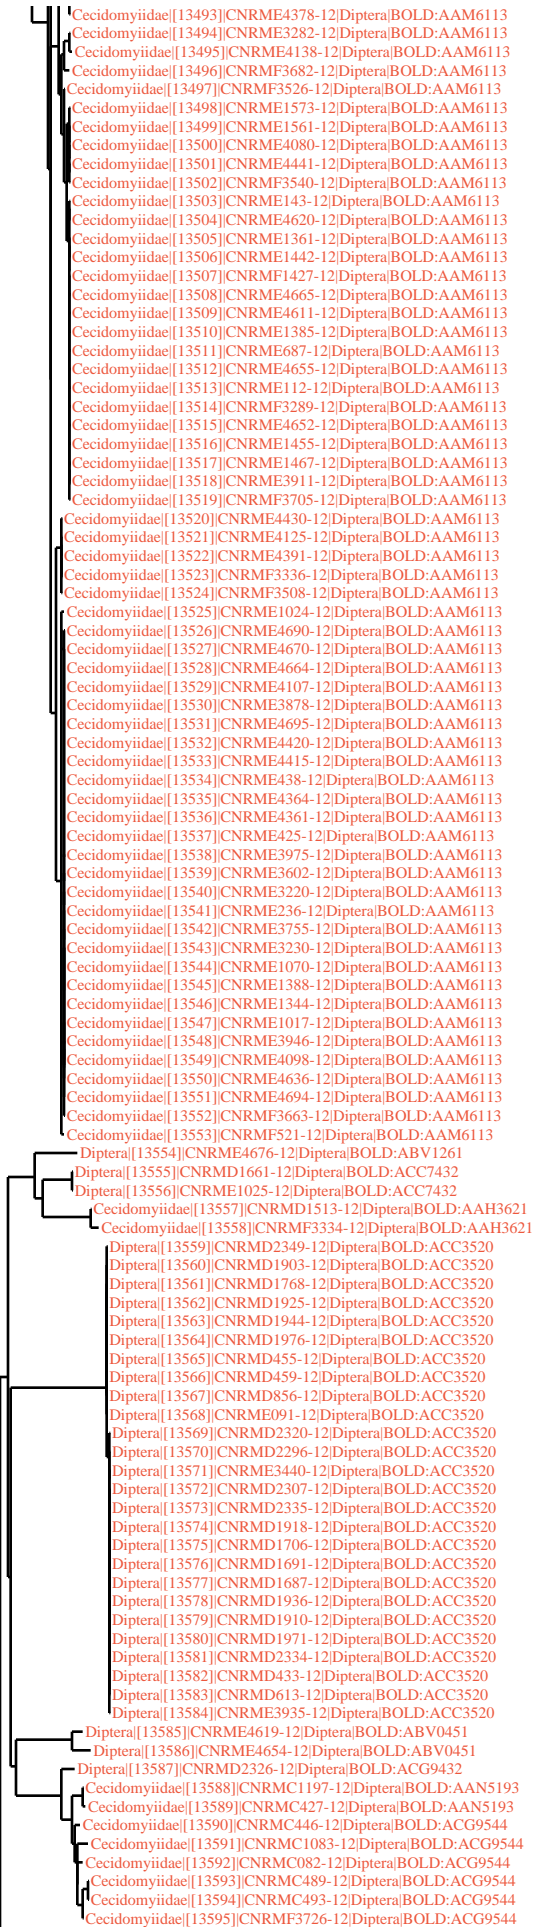 Cecidomyiidae|[13493]|CNRME4378-12|Diptera|BOLD:AAM6113
Cecidomyiidae|[13494]|CNRME3282-12|Diptera|BOLD:AAM6113
Cecidomyiidae|[13495]|CNRME4138-12|Diptera|BOLD:AAM6113
Cecidomyiidae|[13496]|CNRMF3682-12|Diptera|BOLD:AAM6113
Cecidomyiidae|[13497]|CNRMF3526-12|Diptera|BOLD:AAM6113
Cecidomyiidae|[13498]|CNRME1573-12|Diptera|BOLD:AAM6113
Cecidomyiidae|[13499]|CNRME1561-12|Diptera|BOLD:AAM6113
Cecidomyiidae|[13500]|CNRME4080-12|Diptera|BOLD:AAM6113
Cecidomyiidae|[13501]|CNRME4441-12|Diptera|BOLD:AAM6113
Cecidomyiidae|[13502]|CNRMF3540-12|Diptera|BOLD:AAM6113
Cecidomyiidae|[13503]|CNRME143-12|Diptera|BOLD:AAM6113
Cecidomyiidae|[13504]|CNRME4620-12|Diptera|BOLD:AAM6113
Cecidomyiidae|[13505]|CNRME1361-12|Diptera|BOLD:AAM6113
Cecidomyiidae|[13506]|CNRME1442-12|Diptera|BOLD:AAM6113
Cecidomyiidae|[13507]|CNRMF1427-12|Diptera|BOLD:AAM6113
Cecidomyiidae|[13508]|CNRME4665-12|Diptera|BOLD:AAM6113
Cecidomyiidae|[13509]|CNRME4611-12|Diptera|BOLD:AAM6113
Cecidomyiidae|[13510]|CNRME1385-12|Diptera|BOLD:AAM6113
Cecidomyiidae|[13511]|CNRME687-12|Diptera|BOLD:AAM6113
Cecidomyiidae|[13512]|CNRME4655-12|Diptera|BOLD:AAM6113
Cecidomyiidae|[13513]|CNRME112-12|Diptera|BOLD:AAM6113
Cecidomyiidae|[13514]|CNRMF3289-12|Diptera|BOLD:AAM6113
Cecidomyiidae|[13515]|CNRME4652-12|Diptera|BOLD:AAM6113
Cecidomyiidae|[13516]|CNRME1455-12|Diptera|BOLD:AAM6113
Cecidomyiidae|[13517]|CNRME1467-12|Diptera|BOLD:AAM6113
Cecidomyiidae|[13518]|CNRME3911-12|Diptera|BOLD:AAM6113
Cecidomyiidae|[13519]|CNRMF3705-12|Diptera|BOLD:AAM6113
Cecidomyiidae|[13520]|CNRME4430-12|Diptera|BOLD:AAM6113
Cecidomyiidae|[13521]|CNRME4125-12|Diptera|BOLD:AAM6113
Cecidomyiidae|[13522]|CNRME4391-12|Diptera|BOLD:AAM6113
Cecidomyiidae|[13523]|CNRMF3336-12|Diptera|BOLD:AAM6113
Cecidomyiidae|[13524]|CNRMF3508-12|Diptera|BOLD:AAM6113
Cecidomyiidae|[13525]|CNRME1024-12|Diptera|BOLD:AAM6113
Cecidomyiidae|[13526]|CNRME4690-12|Diptera|BOLD:AAM6113
Cecidomyiidae|[13527]|CNRME4670-12|Diptera|BOLD:AAM6113
Cecidomyiidae|[13528]|CNRME4664-12|Diptera|BOLD:AAM6113
Cecidomyiidae|[13529]|CNRME4107-12|Diptera|BOLD:AAM6113
Cecidomyiidae|[13530]|CNRME3878-12|Diptera|BOLD:AAM6113
Cecidomyiidae|[13531]|CNRME4695-12|Diptera|BOLD:AAM6113
Cecidomyiidae|[13532]|CNRME4420-12|Diptera|BOLD:AAM6113
Cecidomyiidae|[13533]|CNRME4415-12|Diptera|BOLD:AAM6113
Cecidomyiidae|[13534]|CNRME438-12|Diptera|BOLD:AAM6113
Cecidomyiidae|[13535]|CNRME4364-12|Diptera|BOLD:AAM6113
Cecidomyiidae|[13536]|CNRME4361-12|Diptera|BOLD:AAM6113
Cecidomyiidae|[13537]|CNRME425-12|Diptera|BOLD:AAM6113
Cecidomyiidae|[13538]|CNRME3975-12|Diptera|BOLD:AAM6113
Cecidomyiidae|[13539]|CNRME3602-12|Diptera|BOLD:AAM6113
Cecidomyiidae|[13540]|CNRME3220-12|Diptera|BOLD:AAM6113
Cecidomyiidae|[13541]|CNRME236-12|Diptera|BOLD:AAM6113
Cecidomyiidae|[13542]|CNRME3755-12|Diptera|BOLD:AAM6113
Cecidomyiidae|[13543]|CNRME3230-12|Diptera|BOLD:AAM6113
Cecidomyiidae|[13544]|CNRME1070-12|Diptera|BOLD:AAM6113
Cecidomyiidae|[13545]|CNRME1388-12|Diptera|BOLD:AAM6113
Cecidomyiidae|[13546]|CNRME1344-12|Diptera|BOLD:AAM6113
Cecidomyiidae|[13547]|CNRME1017-12|Diptera|BOLD:AAM6113
Cecidomyiidae|[13548]|CNRME3946-12|Diptera|BOLD:AAM6113
Cecidomyiidae|[13549]|CNRME4098-12|Diptera|BOLD:AAM6113
Cecidomyiidae|[13550]|CNRME4636-12|Diptera|BOLD:AAM6113
Cecidomyiidae|[13551]|CNRME4694-12|Diptera|BOLD:AAM6113
Cecidomyiidae|[13552]|CNRMF3663-12|Diptera|BOLD:AAM6113
Cecidomyiidae|[13553]|CNRMF521-12|Diptera|BOLD:AAM6113
Diptera|[13554]|CNRME4676-12|Diptera|BOLD:ABV1261
Diptera|[13555]|CNRMD1661-12|Diptera|BOLD:ACC7432
Diptera|[13556]|CNRME1025-12|Diptera|BOLD:ACC7432
Cecidomyiidae|[13557]|CNRMD1513-12|Diptera|BOLD:AAH3621
Cecidomyiidae|[13558]|CNRMF3334-12|Diptera|BOLD:AAH3621
Diptera|[13559]|CNRMD2349-12|Diptera|BOLD:ACC3520
Diptera|[13560]|CNRMD1903-12|Diptera|BOLD:ACC3520
Diptera|[13561]|CNRMD1768-12|Diptera|BOLD:ACC3520
Diptera|[13562]|CNRMD1925-12|Diptera|BOLD:ACC3520
Diptera|[13563]|CNRMD1944-12|Diptera|BOLD:ACC3520
Diptera|[13564]|CNRMD1976-12|Diptera|BOLD:ACC3520
Diptera|[13565]|CNRMD455-12|Diptera|BOLD:ACC3520
Diptera|[13566]|CNRMD459-12|Diptera|BOLD:ACC3520
Diptera|[13567]|CNRMD856-12|Diptera|BOLD:ACC3520
Diptera|[13568]|CNRME091-12|Diptera|BOLD:ACC3520
Diptera|[13569]|CNRMD2320-12|Diptera|BOLD:ACC3520
Diptera|[13570]|CNRMD2296-12|Diptera|BOLD:ACC3520
Diptera|[13571]|CNRME3440-12|Diptera|BOLD:ACC3520
Diptera|[13572]|CNRMD2307-12|Diptera|BOLD:ACC3520
Diptera|[13573]|CNRMD2335-12|Diptera|BOLD:ACC3520
Diptera|[13574]|CNRMD1918-12|Diptera|BOLD:ACC3520
Diptera|[13575]|CNRMD1706-12|Diptera|BOLD:ACC3520
Diptera|[13576]|CNRMD1691-12|Diptera|BOLD:ACC3520
Diptera|[13577]|CNRMD1687-12|Diptera|BOLD:ACC3520
Diptera|[13578]|CNRMD1936-12|Diptera|BOLD:ACC3520
Diptera|[13579]|CNRMD1910-12|Diptera|BOLD:ACC3520
Diptera|[13580]|CNRMD1971-12|Diptera|BOLD:ACC3520
Diptera|[13581]|CNRMD2334-12|Diptera|BOLD:ACC3520
Diptera|[13582]|CNRMD433-12|Diptera|BOLD:ACC3520
Diptera|[13583]|CNRMD613-12|Diptera|BOLD:ACC3520
Diptera|[13584]|CNRME3935-12|Diptera|BOLD:ACC3520
Diptera|[13585]|CNRME4619-12|Diptera|BOLD:ABV0451
Diptera|[13586]|CNRME4654-12|Diptera|BOLD:ABV0451
Diptera|[13587]|CNRMD2326-12|Diptera|BOLD:ACG9432
Cecidomyiidae|[13588]|CNRMC1197-12|Diptera|BOLD:AAN5193
Cecidomyiidae|[13589]|CNRMC427-12|Diptera|BOLD:AAN5193
Cecidomyiidae|[13590]|CNRMC446-12|Diptera|BOLD:ACG9544
Cecidomyiidae|[13591]|CNRMC1083-12|Diptera|BOLD:ACG9544
Cecidomyiidae|[13592]|CNRMC082-12|Diptera|BOLD:ACG9544
Cecidomyiidae|[13593]|CNRMC489-12|Diptera|BOLD:ACG9544
Cecidomyiidae|[13594]|CNRMC493-12|Diptera|BOLD:ACG9544
Cecidomyiidae|[13595]|CNRMF3726-12|Diptera|BOLD:ACG9544